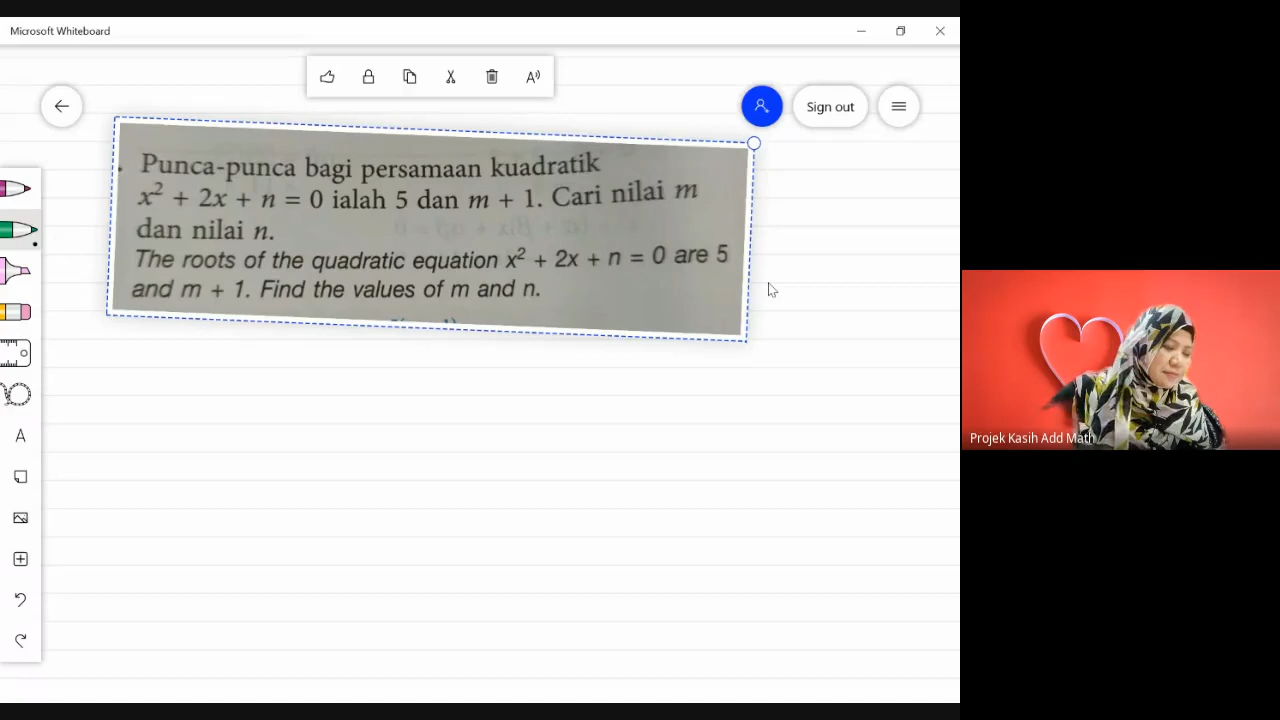 Microsoft Whiteboard
Sign out
Punca-punca bagi persamaan kuadratik
x² + 2x + n = 0 ialah 5 dan m + 1. Cari nilai m
dan nilai n.
The roots of the quadratic equation x² + 2x + n = 0 are 5
and m + 1. Find the values of m and n.
A
Projek Kasih Add Math